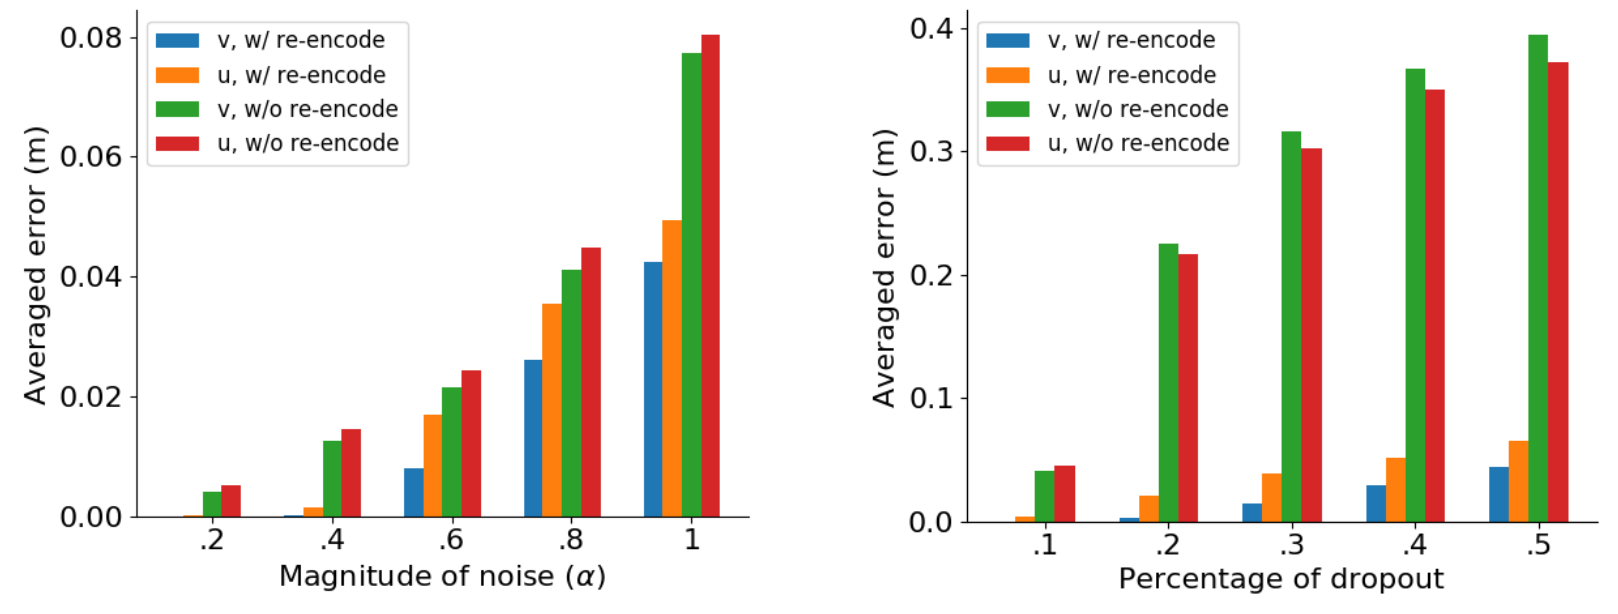 0.08
0.06
0.04
0.02
0.00
Averaged error (m)
v, w/ re-encode
u, w/ re-encode
v, w/o re-encode
u, w/o re-encode
.2 .4 .6 .8 1
Magnitude of noise (α)
0.4
0.3
0.2
0.1
0.0
Averaged error (m)
v, w/ re-encode
u, w/ re-encode
v, w/o re-encode
u, w/o re-encode
.1 .2 .3 .4 .5
Percentage of dropout